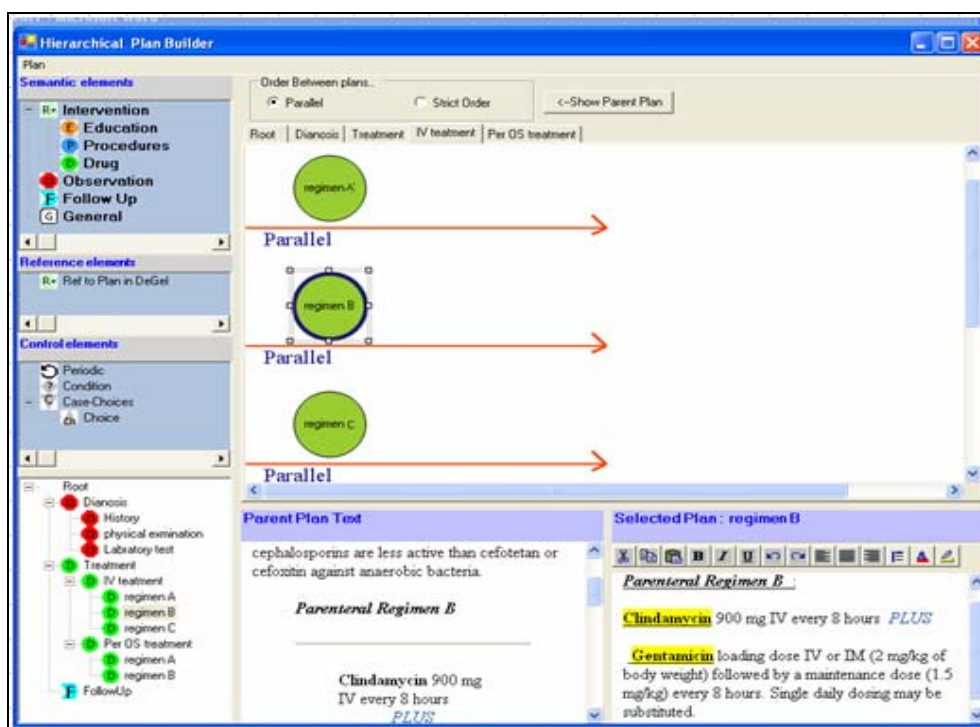 Hierarchical Plan Builder
Plan
Semantic elements
R+ Intervention
E Education
P Procedures
D Drug
Observation
F Follow Up
G General
Reference elements
R+ Ref to Plan in DeGel
Control elements
Periodic
Condition
Case-Choices
Choice
Root
Dianosis
History
physical exmination
Labratory test
Treatment
IV teatment
regimen A
regimen B
regimen C
Per OS treatment
regimen A
regimen B
FollowUp
Order Between plans..
Parallel Strict Order <-Show Parent Plan
Root Dianosis Treatment IV teatment Per OS treatment
regimen A
Parallel
regimen B
Parallel
regimen C
Parallel
Parent Plan Text
cephalosporins are less active than cefotetan or
cefoxitin against anaerobic bacteria.
Parenteral Regimen B
Clindamycin 900 mg
IV every 8 hours
PLUS
Selected Plan : regimen B
B I U
Parenteral Regimen B :
Clindamycin 900 mg IV every 8 hours PLUS
Gentamicin loading dose IV or IM (2 mg/kg of
body weight) followed by a maintenance dose (1.5
mg/kg) every 8 hours. Single daily dosing may be
substituted.